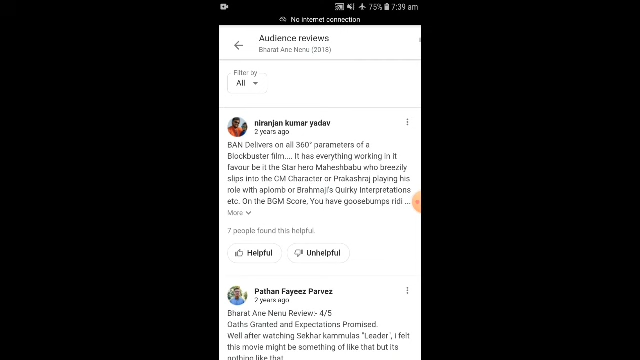 75% 7:39 am
No internet connection
Audience reviews
Bharat Ane Nenu (2018)
Filter by
All
niranjan kumar yadav
2 years ago
BAN Delivers on all 360° parameters of a
Blockbuster film.... It has everything working in it
favour be it the Star hero Maheshbabu who breezily
slips into the CM Character or Prakashraj playing his
role with aplomb or Brahmaji's Quirky Interpretations
etc. On the BGM Score, You have goosebumps ridi ...
More
7 people found this helpful.
Helpful Unhelpful
Pathan Fayeez Parvez
2 years ago
Bharat Ane Nenu Review:- 4/5
Oaths Granted and Expectations Promised.
Well after watching Sekhar kammulas "Leader", i felt
this movie might be something of like that but its
nothing like that